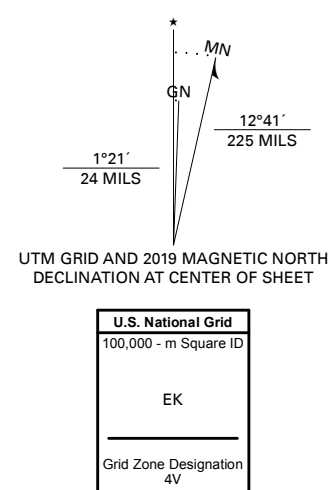 ★
MN
GN
12°41´
225 MILS
1°21´
24 MILS
UTM GRID AND 2019 MAGNETIC NORTH
DECLINATION AT CENTER OF SHEET
U.S. National Grid
100,000 - m Square ID
EK
Grid Zone Designation
4V